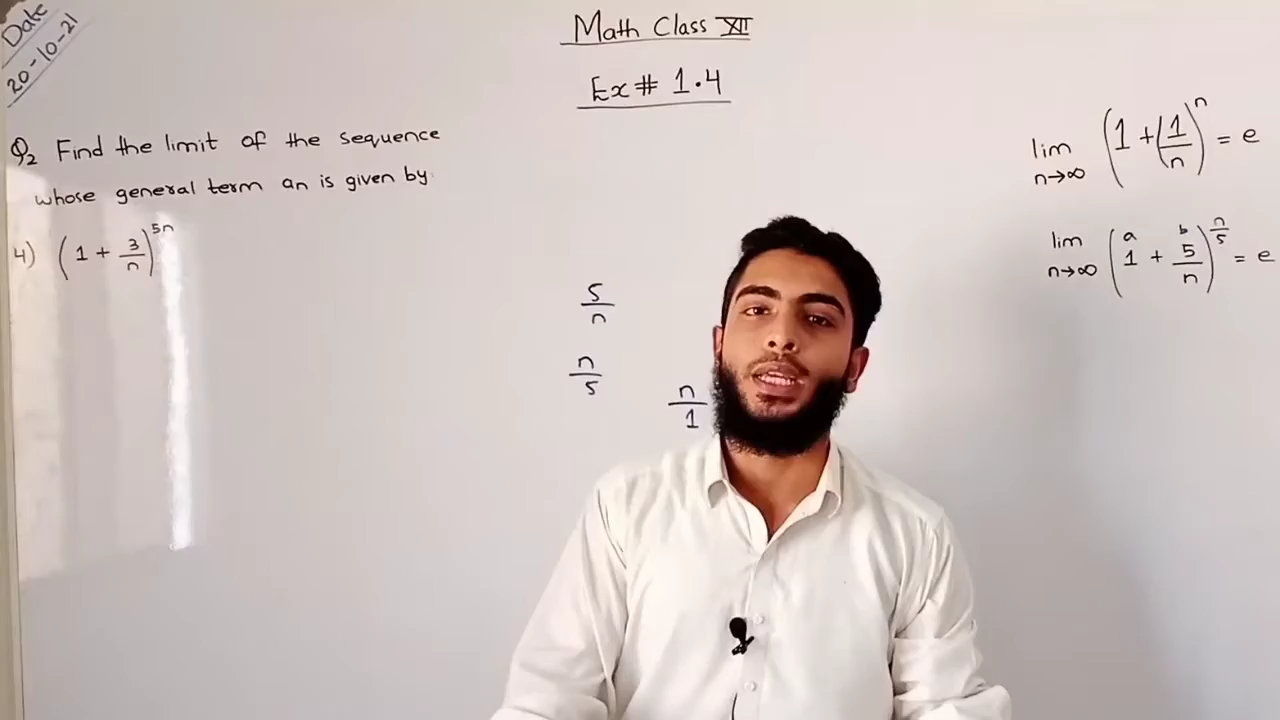 Date
20-10-21
Math Class XII
Ex# 1.4
Q2 Find the limit of the sequence
whose general term an is given by:
4) (1 + 3/n)^5n
5/n
n/5
n/1
lim n→∞ (1 + (1/n)^n = e
lim n→∞ (a 1 + b 5/n)^n/5 = e